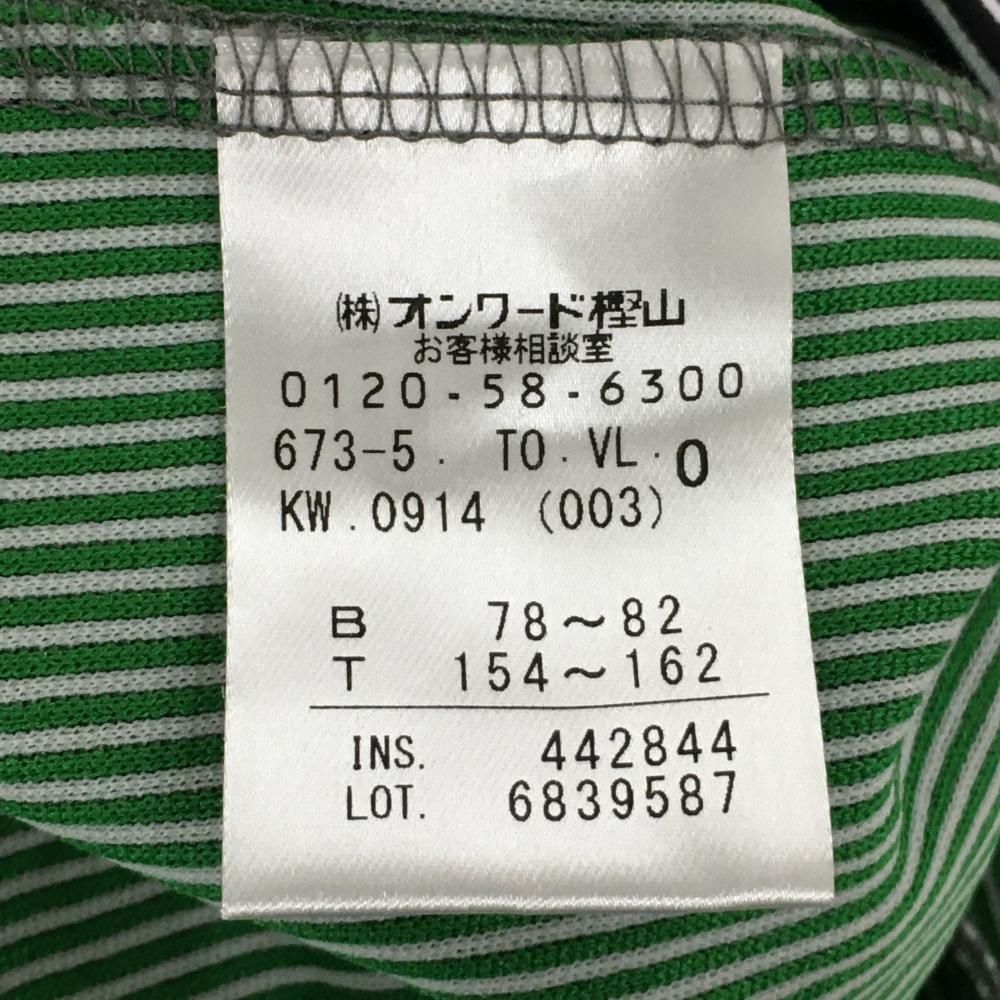 (株)オンワード樫山
お客様相談室
0120-58-6300
673-5. TO.VL.0
KW.0914 (003)
B 78〜82
T 154〜162
INS. 442844
LOT. 6839587